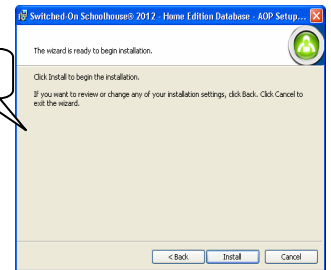 Switched-On Schoolhouse® 2012 - Home Edition Database - AOP Setup...
The wizard is ready to begin installation.
Click Install to begin the installation.
If you want to review or change any of your installation settings, click Back. Click Cancel to
exit the wizard.
< Back Install Cancel